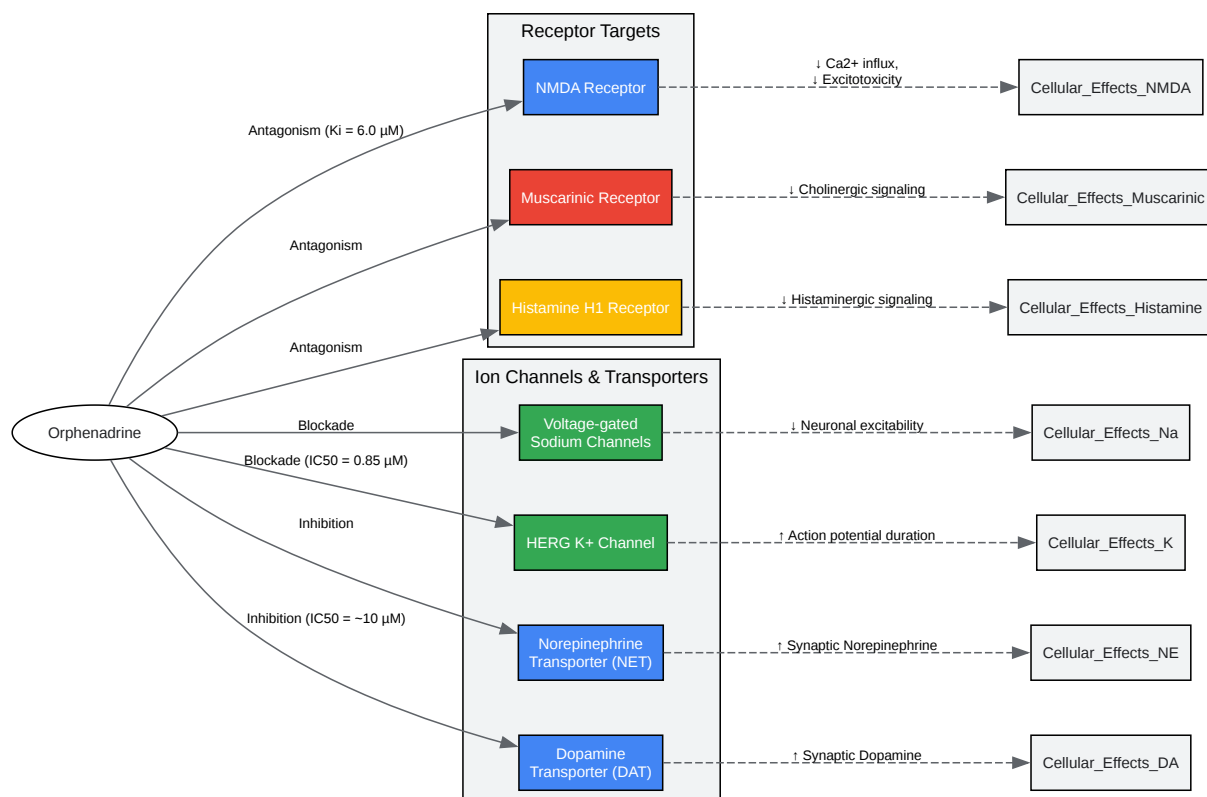 Receptor Targets
NMDA Receptor
↓ Ca2+ influx,
↓ Excitotoxicity
Cellular_Effects_NMDA
Antagonism (Ki = 6.0 µM)
Muscarinic Receptor
↓ Cholinergic signaling
Cellular_Effects_Muscarinic
Antagonism
Histamine H1 Receptor
↓ Histaminergic signaling
Cellular_Effects_Histamine
Antagonism
Ion Channels & Transporters
Orphenadrine
Blockade
Voltage-gated
Sodium Channels
↓ Neuronal excitability
Cellular_Effects_Na
Blockade (IC50 = 0.85 µM)
HERG K+ Channel
↑ Action potential duration
Cellular_Effects_K
Inhibition
Norepinephrine
Transporter (NET)
↑ Synaptic Norepinephrine
Cellular_Effects_NE
Inhibition (IC50 = ~10 µM)
Dopamine
Transporter (DAT)
↑ Synaptic Dopamine
Cellular_Effects_DA